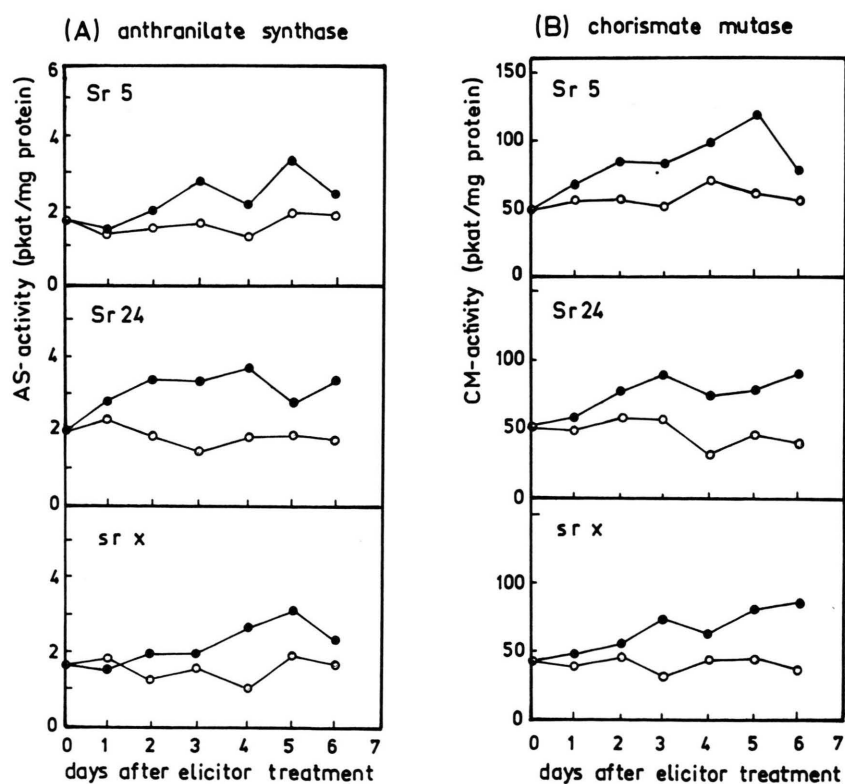 (A) anthranilate synthase
AS-activity (pkat/mg protein)
6
4
2
0
Sr 5
4
2
0
Sr 24
4
2
0
sr x
0 1 2 3 4 5 6 7
days after elicitor treatment
(B) chorismate mutase
CM-activity (pkat/mg protein)
150
100
50
0
Sr 5
100
50
0
Sr 24
100
50
0
sr x
0 1 2 3 4 5 6 7
days after elicitor treatment